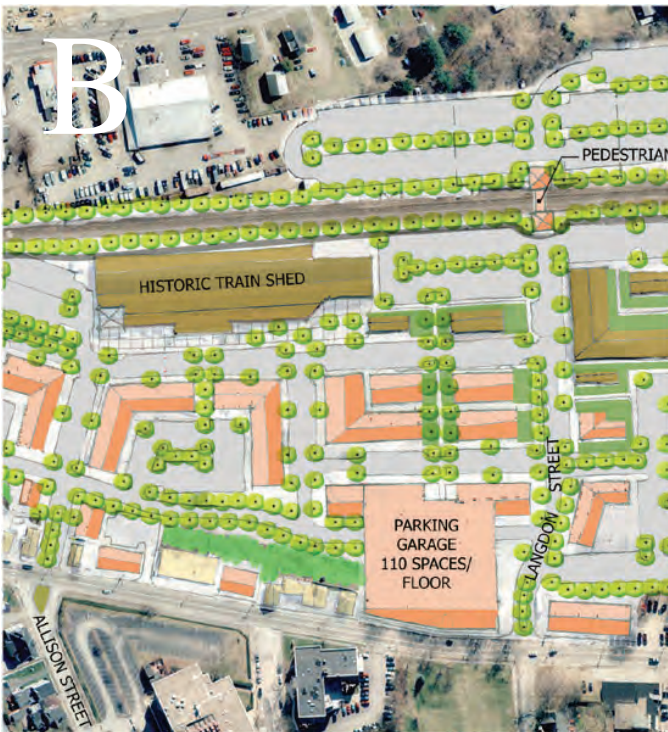 B
PEDESTRIAN
HISTORIC TRAIN SHED
LANGDON STREET
PARKING
GARAGE
110 SPACES/
FLOOR
ALLISON STREET